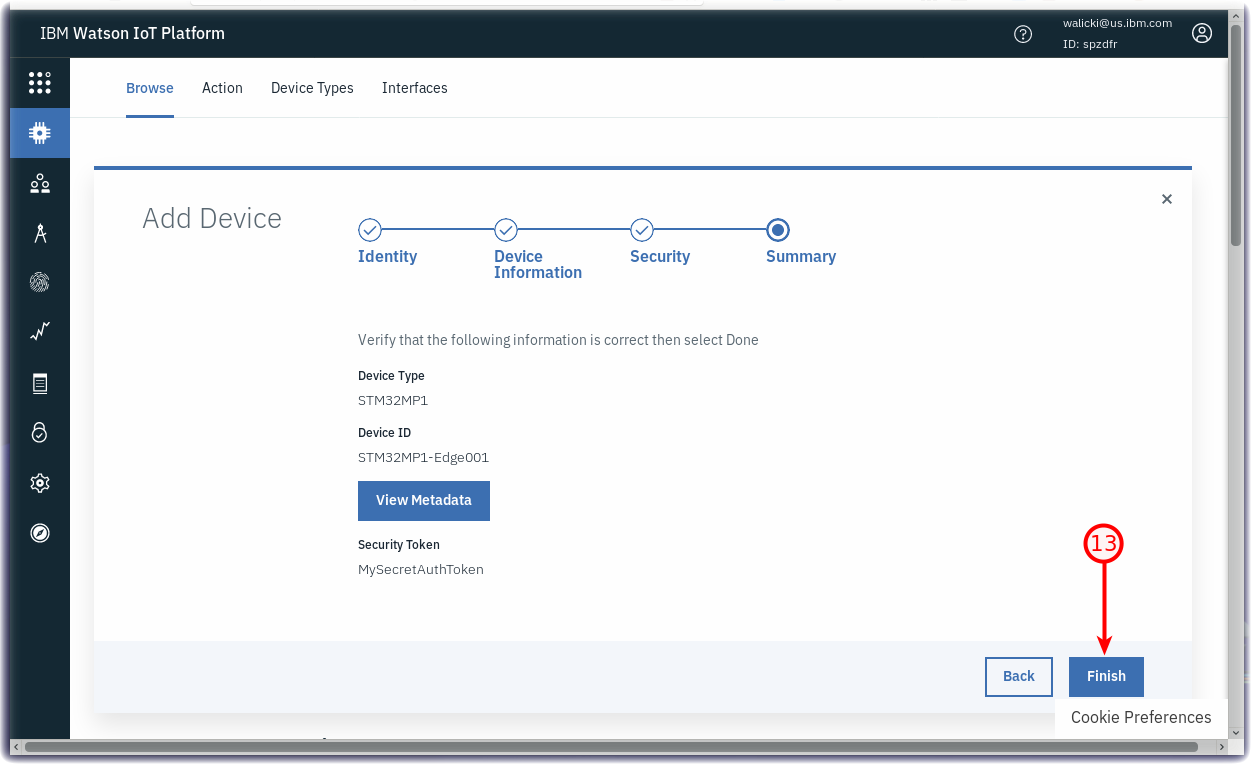 IBM Watson IoT Platform
walicki@us.ibm.com
ID: spzdfr
Browse Action Device Types Interfaces
Add Device
Identity Device Information Security Summary
Verify that the following information is correct then select Done
Device Type
STM32MP1
Device ID
STM32MP1-Edge001
View Metadata
Security Token
MySecretAuthToken
13
Back Finish
Cookie Preferences